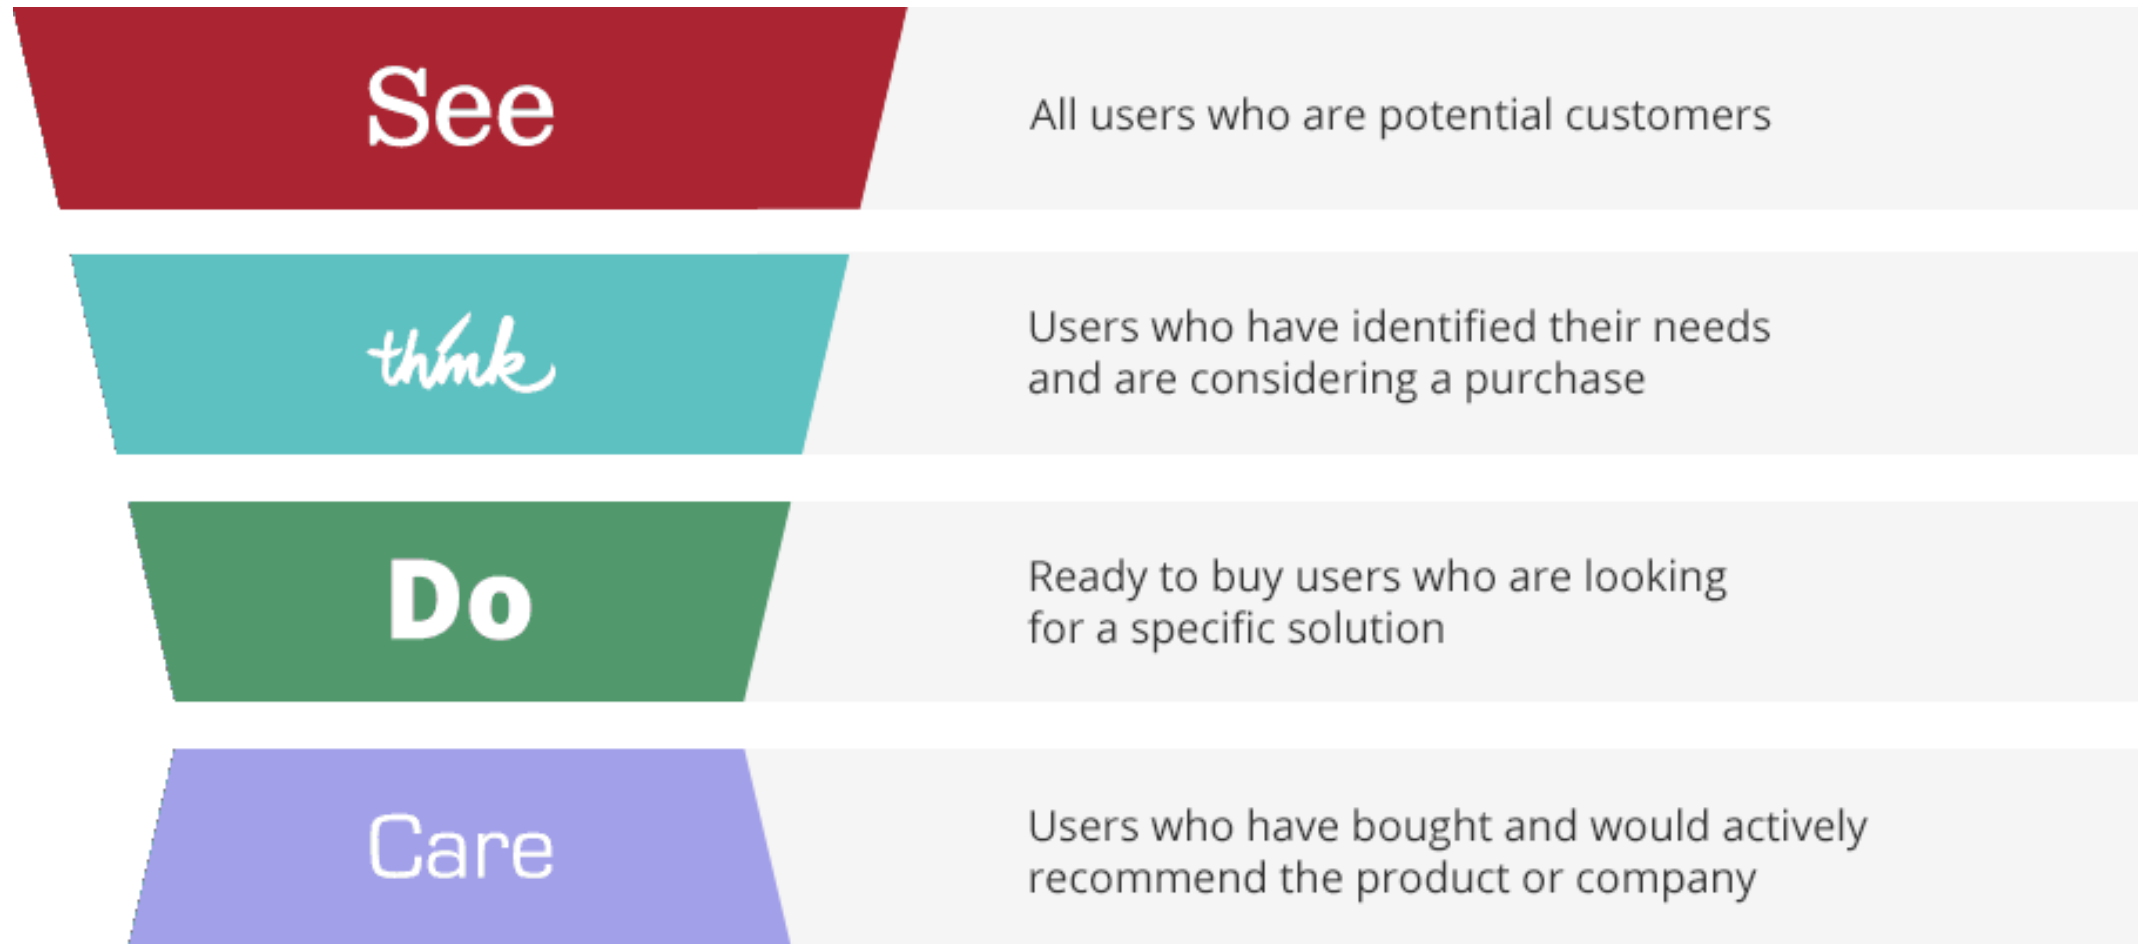 See
All users who are potential customers
think
Users who have identified their needs
and are considering a purchase
Do
Ready to buy users who are looking
for a specific solution
Care
Users who have bought and would actively
recommend the product or company